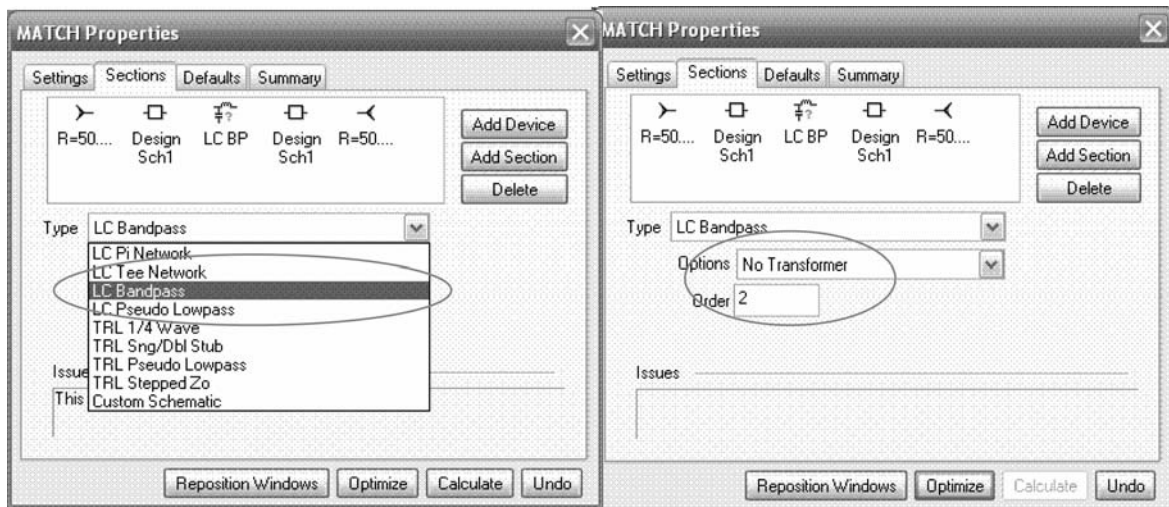 MATCH Properties
Settings Sections Defaults Summary
R=50.... Design Sch1 LC BP Design Sch1 R=50....
Add Device
Add Section
Delete
Type LC Bandpass
LC Pi Network
LC Tee Network
LC Bandpass
LC Pseudo Lowpass
TRL 1/4 Wave
TRL Sng/Dbl Stub
TRL Pseudo Lowpass
TRL Stepped Zo
Custom Schematic
Issue
This
Reposition Windows Optimize Calculate Undo
MATCH Properties
Settings Sections Defaults Summary
R=50.... Design Sch1 LC BP Design Sch1 R=50....
Add Device
Add Section
Delete
Type LC Bandpass
Options No Transformer
Order 2
Issues
Reposition Windows Optimize Calculate Undo